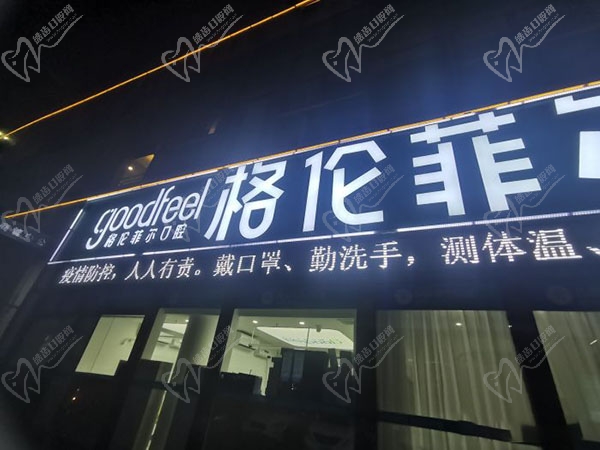 goodfeel
格伦菲尔口腔
格伦菲
疫情防控，人人有责。戴口罩、勤洗手，测体温、